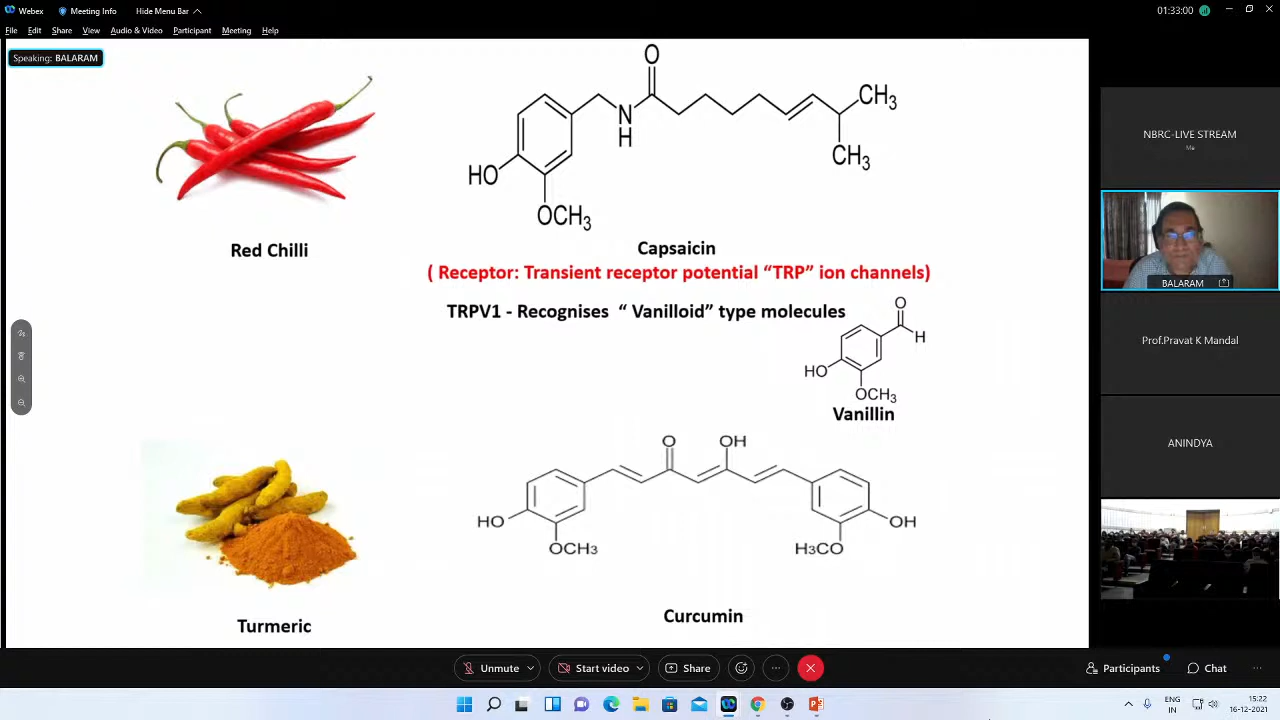 Webex
Meeting Info
Hide Menu Bar
01:33:00
File Edit Share View Audio & Video Participant Meeting Help
Speaking: BALARAM
O
CH3
N
H
CH3
HO
OCH3
Red Chilli
Capsaicin
( Receptor: Transient receptor potential “TRP” ion channels)
TRPV1 - Recognises “ Vanilloid” type molecules
O
H
HO
OCH3
Vanillin
O
OH
HO
OH
OCH3
H3CO
Turmeric
Curcumin
NBRC-LIVE STREAM
Me
BALARAM
Prof.Pravat K Mandal
ANINDYA
Unmute
Start video
Share
Participants
Chat
ENG
IN
15:22
16-12-2021